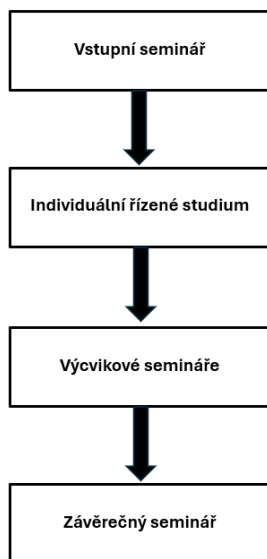 Vstupní seminář
Individuální řízené studium
Výcvikové semináře
Závěrečný seminář